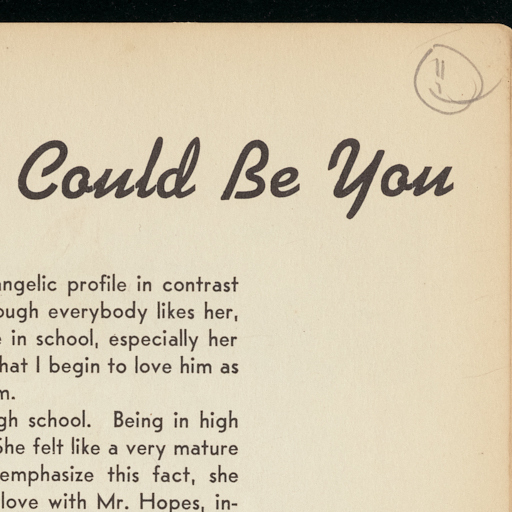 Could Be You
angelic profile in contrast
ough everybody likes her,
in school, especially her
hat I begin to love him as
m.
gh school. Being in high
She felt like a very mature
emphasize this fact, she
love with Mr. Hopes, in-